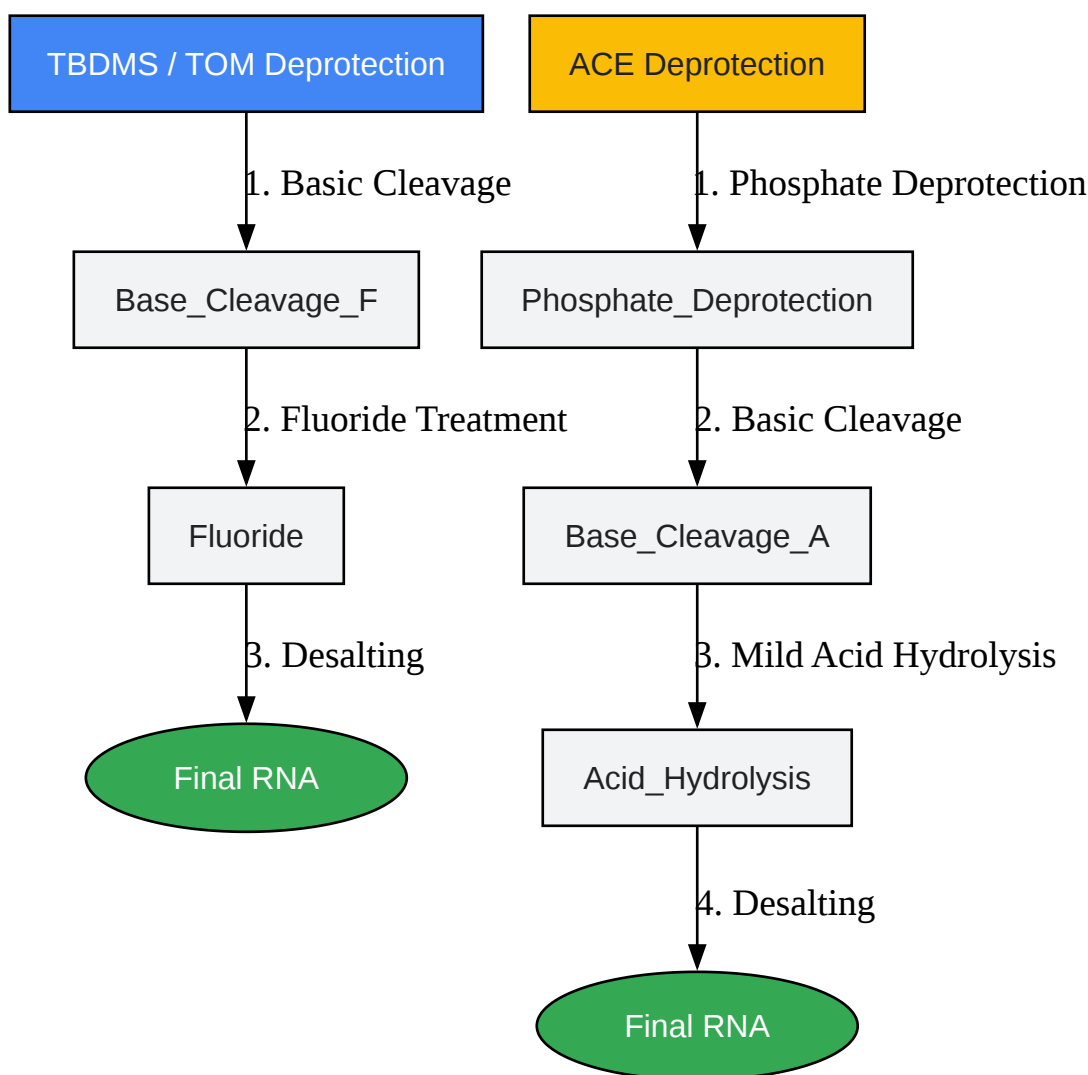 TBDMS / TOM Deprotection
1. Basic Cleavage
Base_Cleavage_F
2. Fluoride Treatment
Fluoride
3. Desalting
Final RNA
ACE Deprotection
1. Phosphate Deprotection
Phosphate_Deprotection
2. Basic Cleavage
Base_Cleavage_A
3. Mild Acid Hydrolysis
Acid_Hydrolysis
4. Desalting
Final RNA